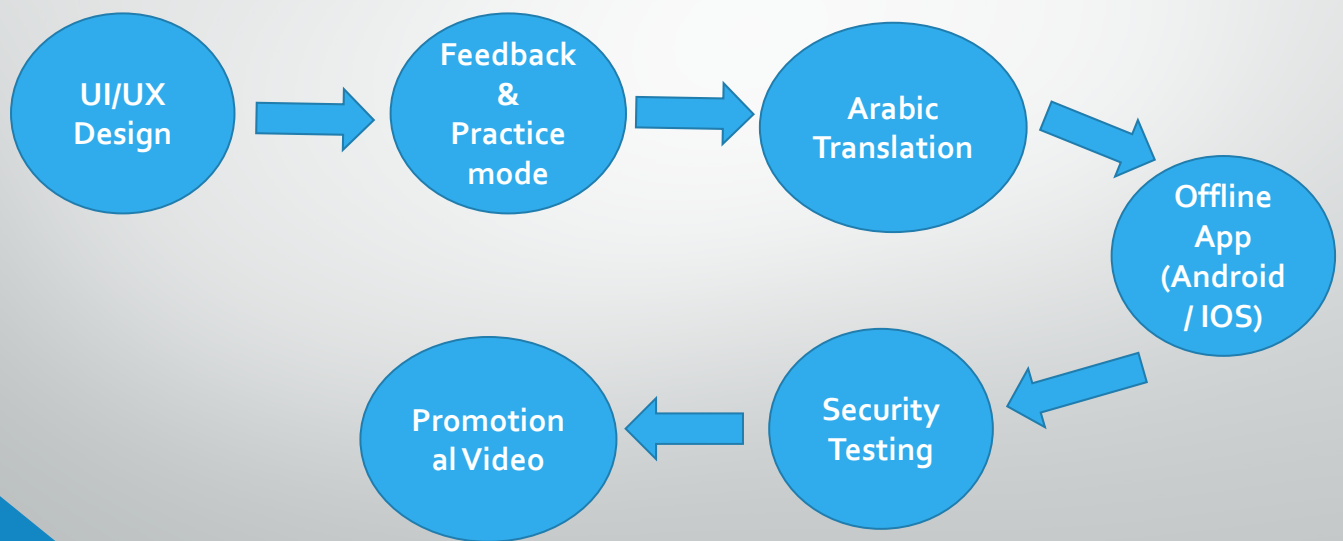 UI/UX
Design
Feedback
&
Practice
mode
Arabic
Translation
Offline
App
(Android
/ IOS)
Security
Testing
Promotion
al Video